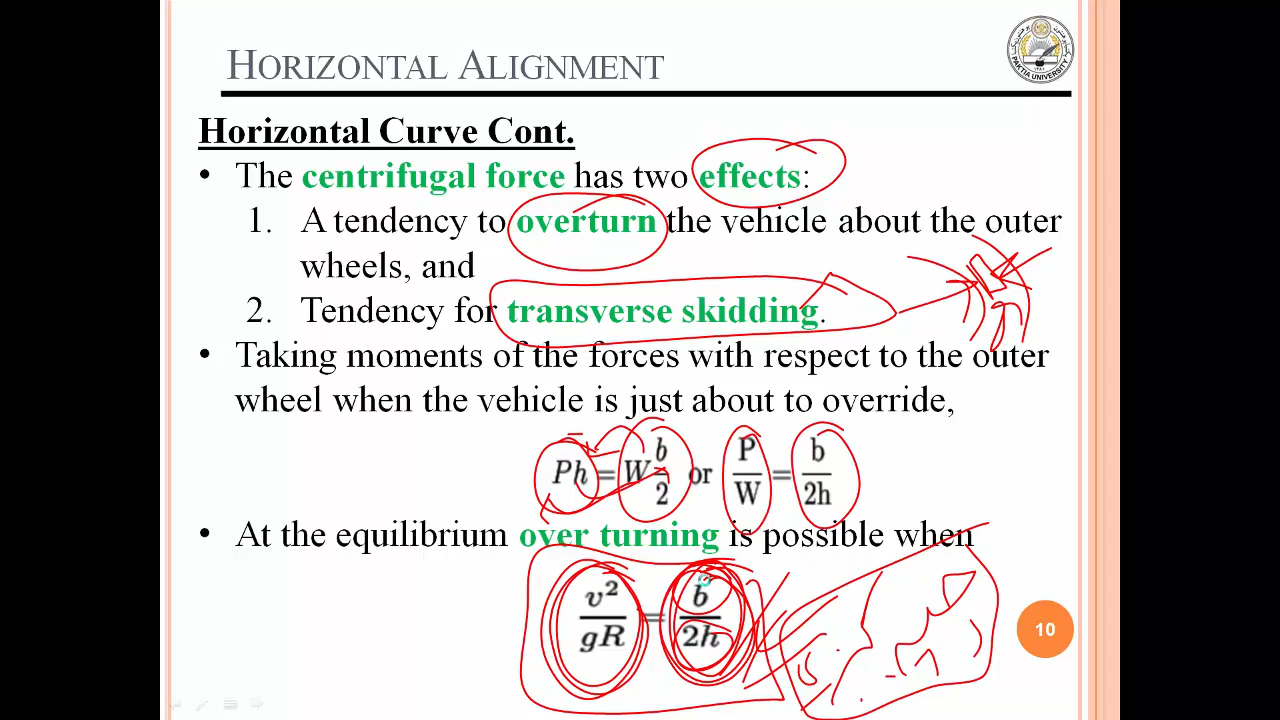 HORIZONTAL ALIGNMENT
PAKTIA UNIVERSITY
Horizontal Curve Cont.
• The centrifugal force has two effects:
1. A tendency to overturn the vehicle about the outer
wheels, and
2. Tendency for transverse skidding.
• Taking moments of the forces with respect to the outer
wheel when the vehicle is just about to override,
Ph = W b/2 or P/W = b/2h
• At the equilibrium over turning is possible when
v²/gR = b/2h
10